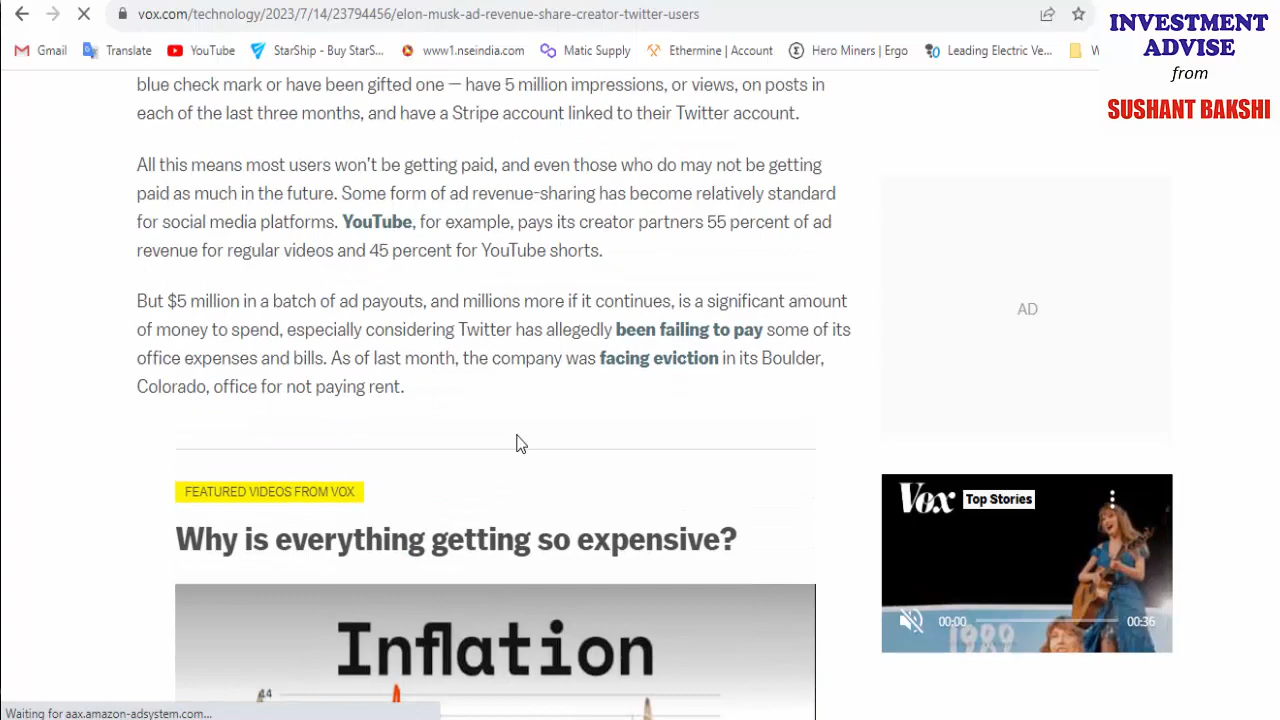 vox.com/technology/2023/7/14/23794456/elon-musk-ad-revenue-share-creator-twitter-users
Gmail Translate YouTube StarShip - Buy StarS... www1.nseindia.com Matic Supply Ethermine | Account Hero Miners | Ergo Leading Electric Ve... W
INVESTMENT
ADVISE
from
SUSHANT BAKSHI
blue check mark or have been gifted one — have 5 million impressions, or views, on posts in
each of the last three months, and have a Stripe account linked to their Twitter account.
All this means most users won't be getting paid, and even those who do may not be getting
paid as much in the future. Some form of ad revenue-sharing has become relatively standard
for social media platforms. YouTube, for example, pays its creator partners 55 percent of ad
revenue for regular videos and 45 percent for YouTube shorts.
But $5 million in a batch of ad payouts, and millions more if it continues, is a significant amount
of money to spend, especially considering Twitter has allegedly been failing to pay some of its
office expenses and bills. As of last month, the company was facing eviction in its Boulder,
Colorado, office for not paying rent.
AD
FEATURED VIDEOS FROM VOX
Why is everything getting so expensive?
Inflation
14
Vox Top Stories
00:00 00:36
1989
Waiting for aax.amazon-adsystem.com...